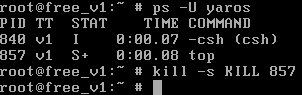 root@free_v1:~ # ps -U yaros
PID TT  STAT    TIME COMMAND
840 v1  I    0:00.07 -csh (csh)
857 v1  S+   0:00.08 top
root@free_v1:~ # kill -s KILL 857
root@free_v1:~ #